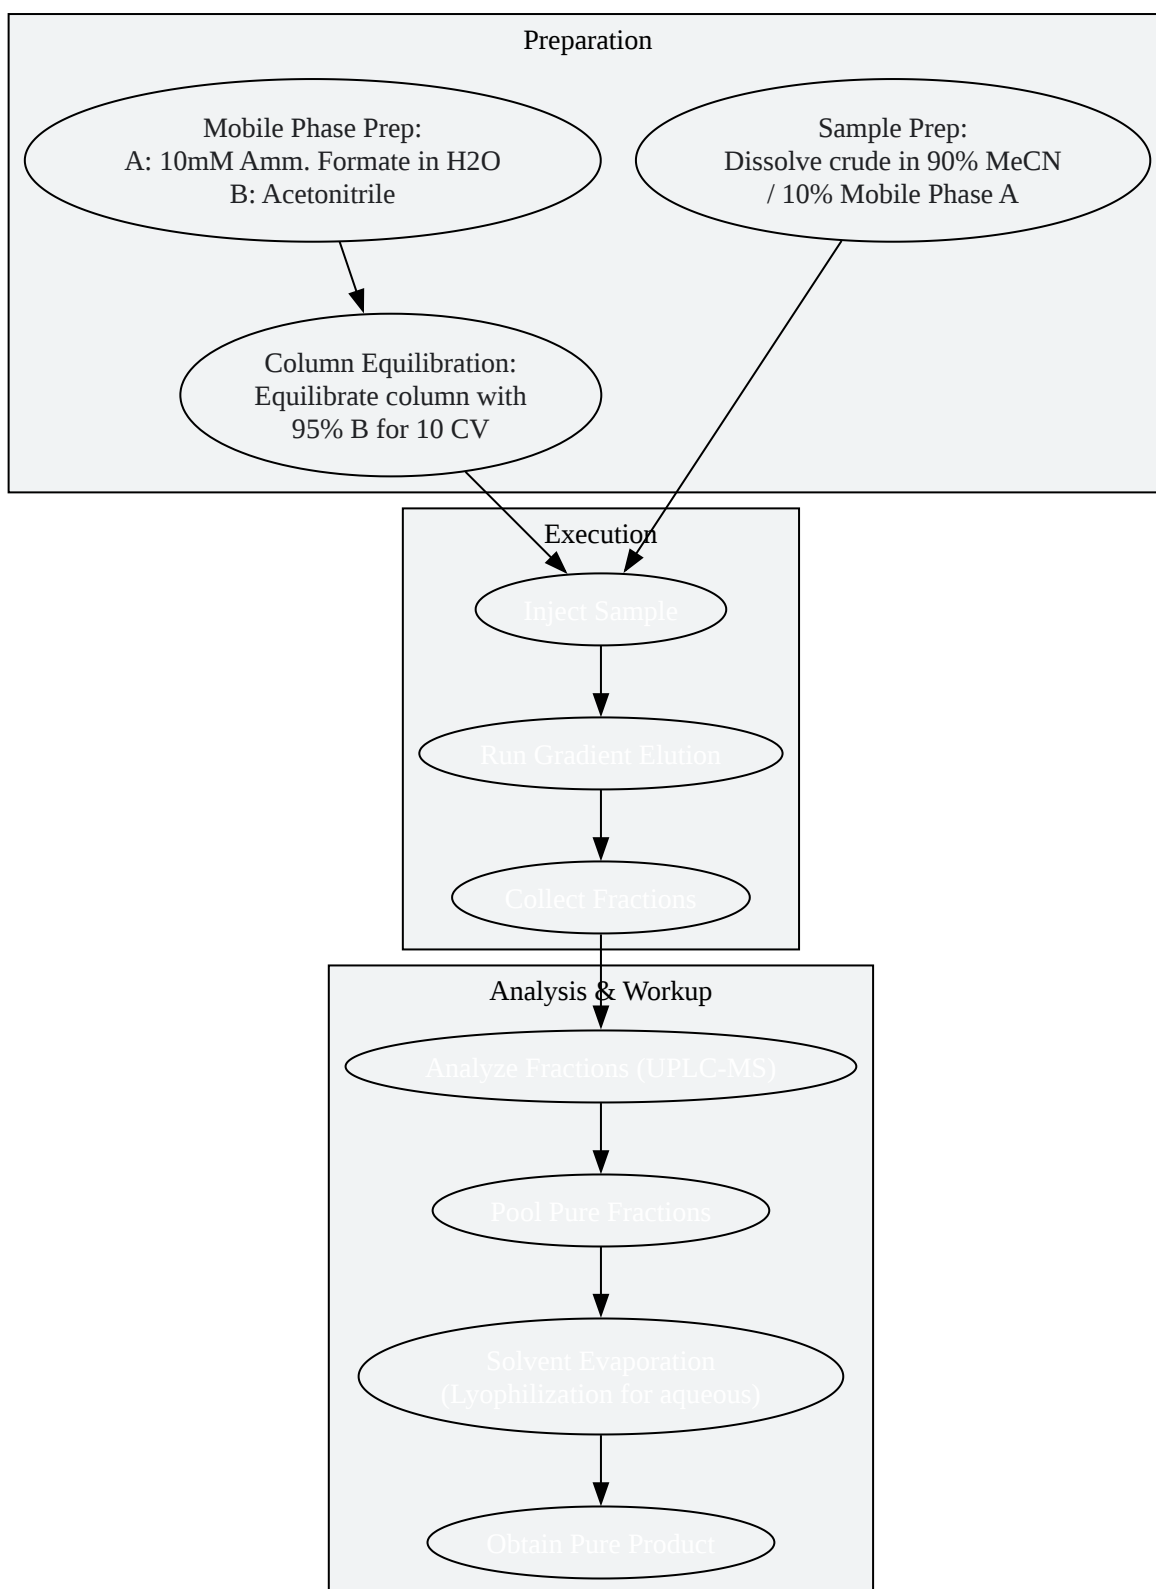 Preparation
Mobile Phase Prep:
A: 10mM Amm. Formate in H2O
B: Acetonitrile
Sample Prep:
Dissolve crude in 90% MeCN
/ 10% Mobile Phase A
Column Equilibration:
Equilibrate column with
95% B for 10 CV
Execution
Inject Sample
Run Gradient Elution
Collect Fractions
Analysis & Workup
Analyze Fractions (UPLC-MS)
Pool Pure Fractions
Solvent Evaporation
(Lyophilization for aqueous)
Obtain Pure Product